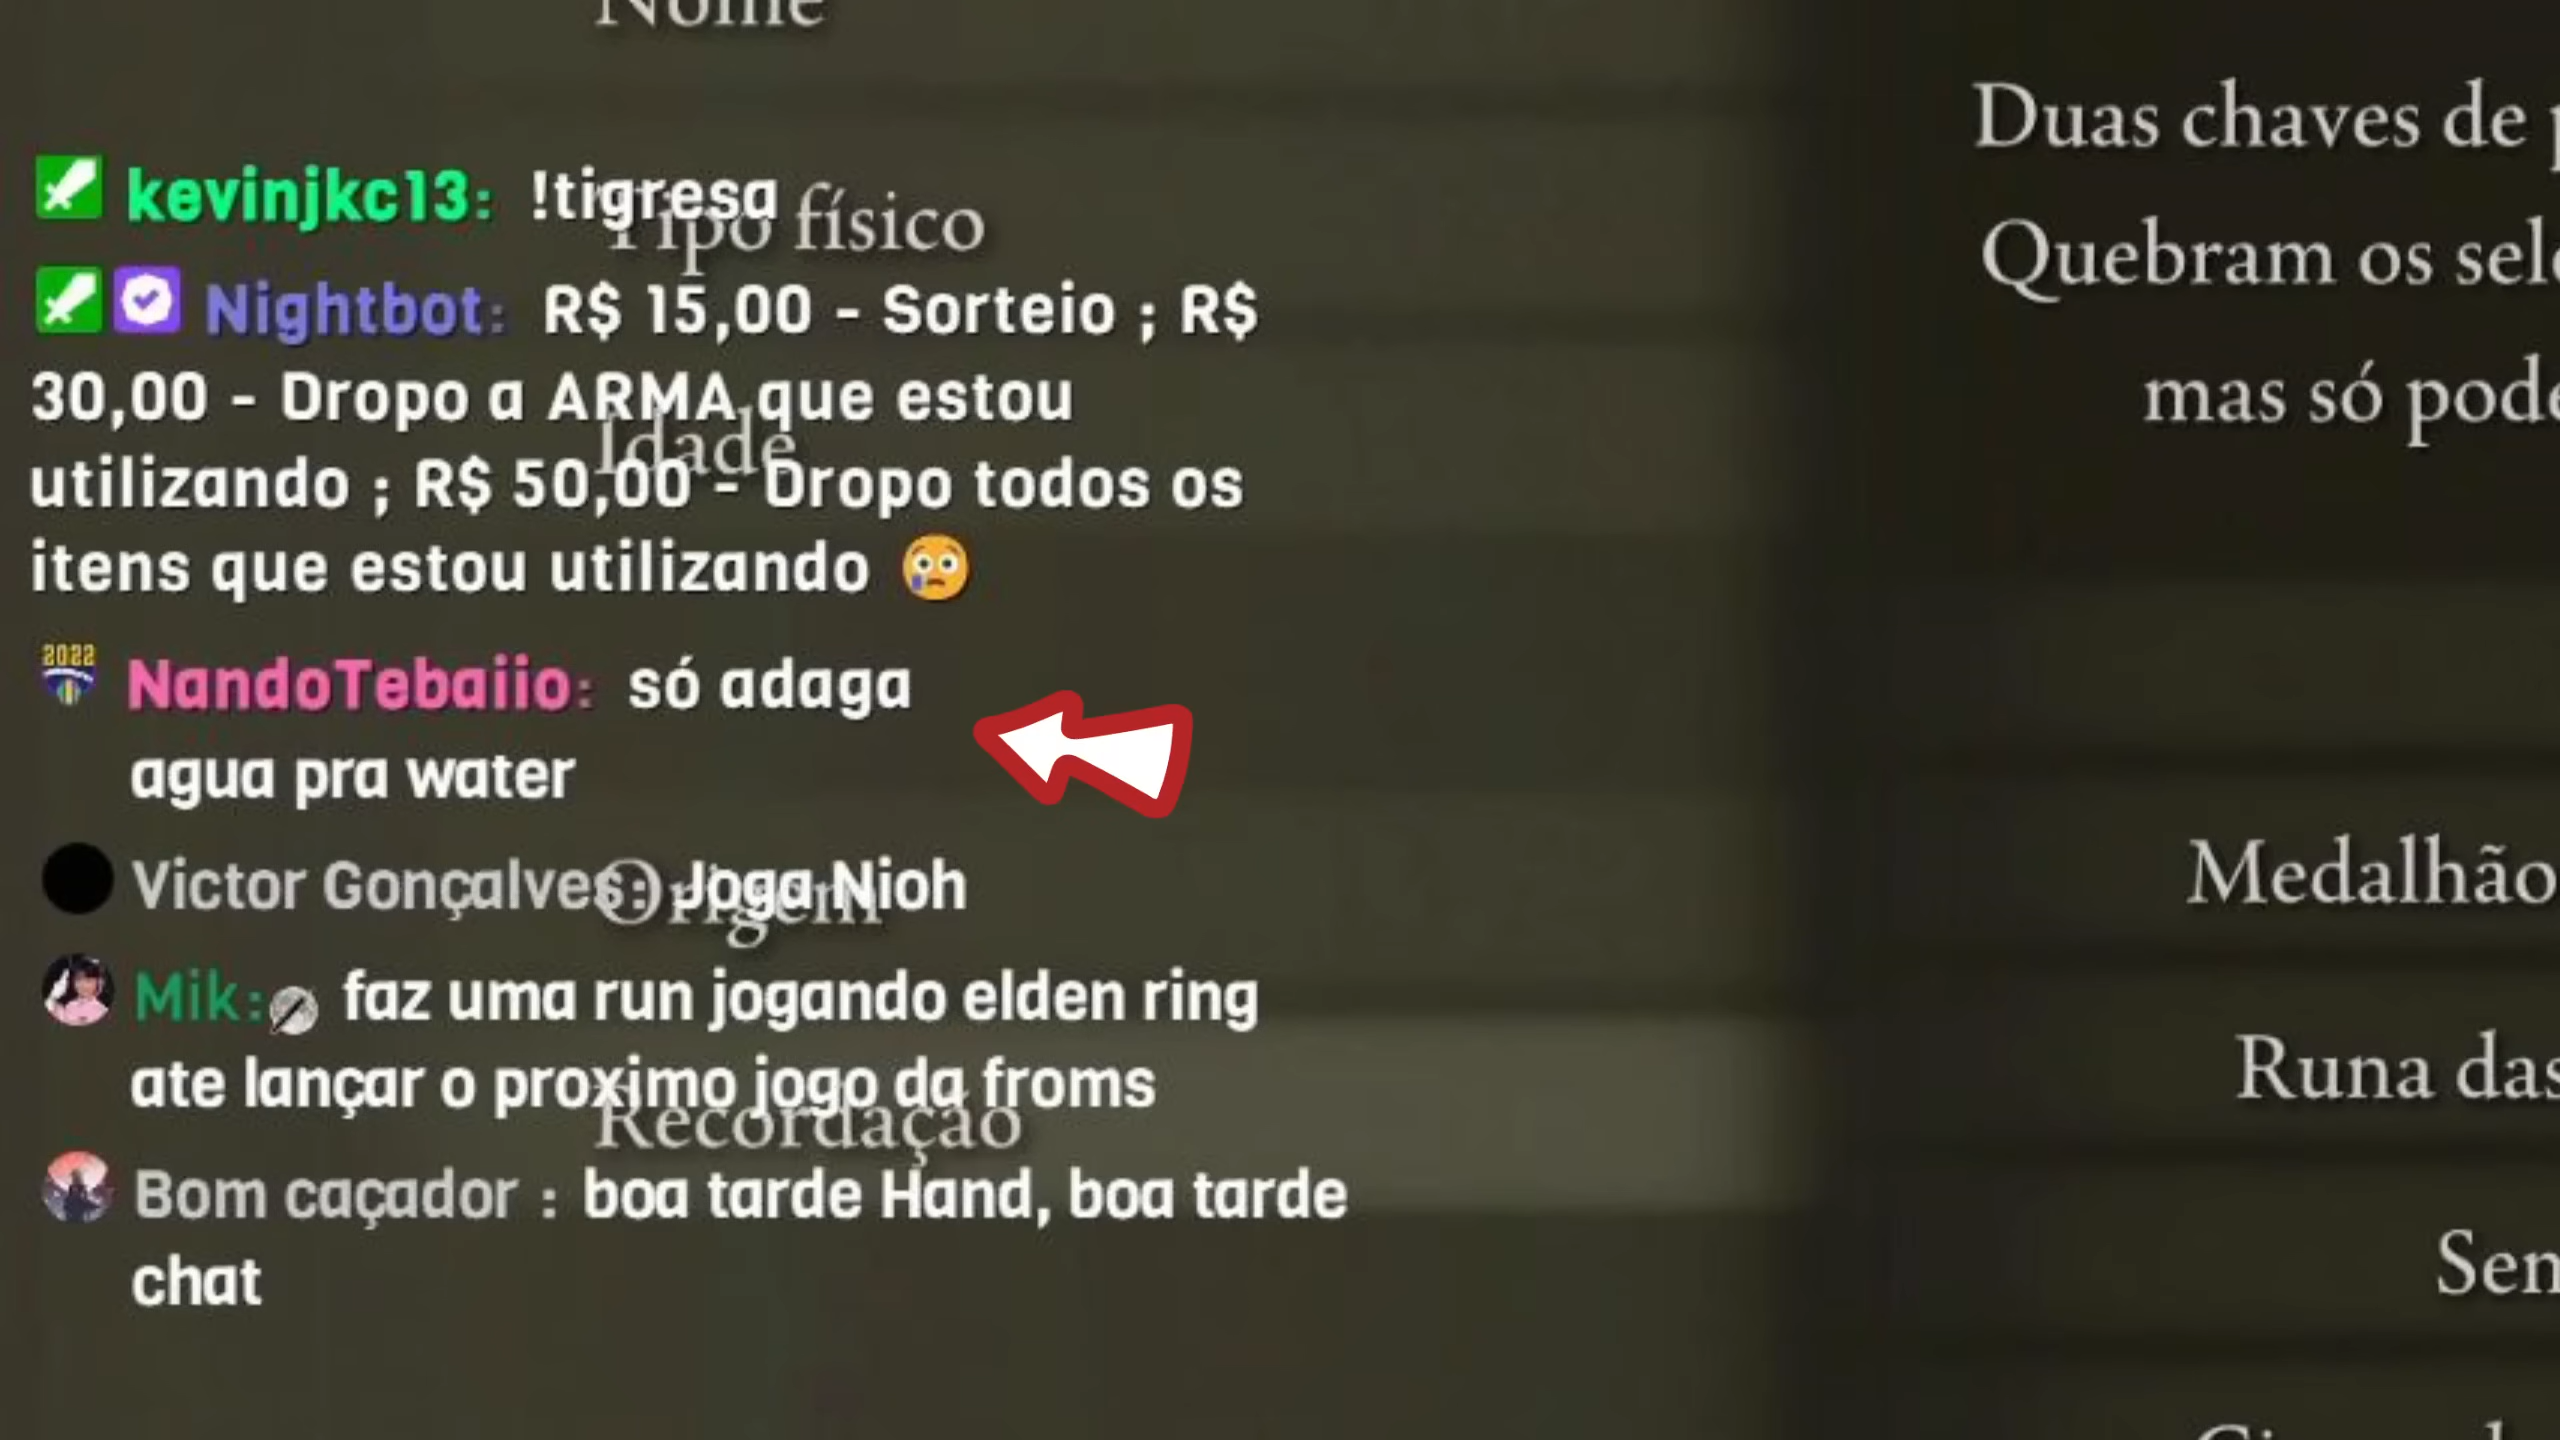 Nome
kevinjkc13: !tigresa
Tipo físico
Nightbot: R$ 15,00 - Sorteio ; R$
30,00 - Dropo a ARMA que estou
Idade
utilizando ; R$ 50,00 - Dropo todos os
itens que estou utilizando 😢
2022
NandoTebaiio: só adaga
agua pra water
Victor Gonçalves: Joga Nioh
Origem
Mik: faz uma run jogando elden ring
ate lançar o proximo jogo da froms
Recordação
Bom caçador : boa tarde Hand, boa tarde
chat
Duas chaves de
Quebram os
mas só
Medalhão
Runa das